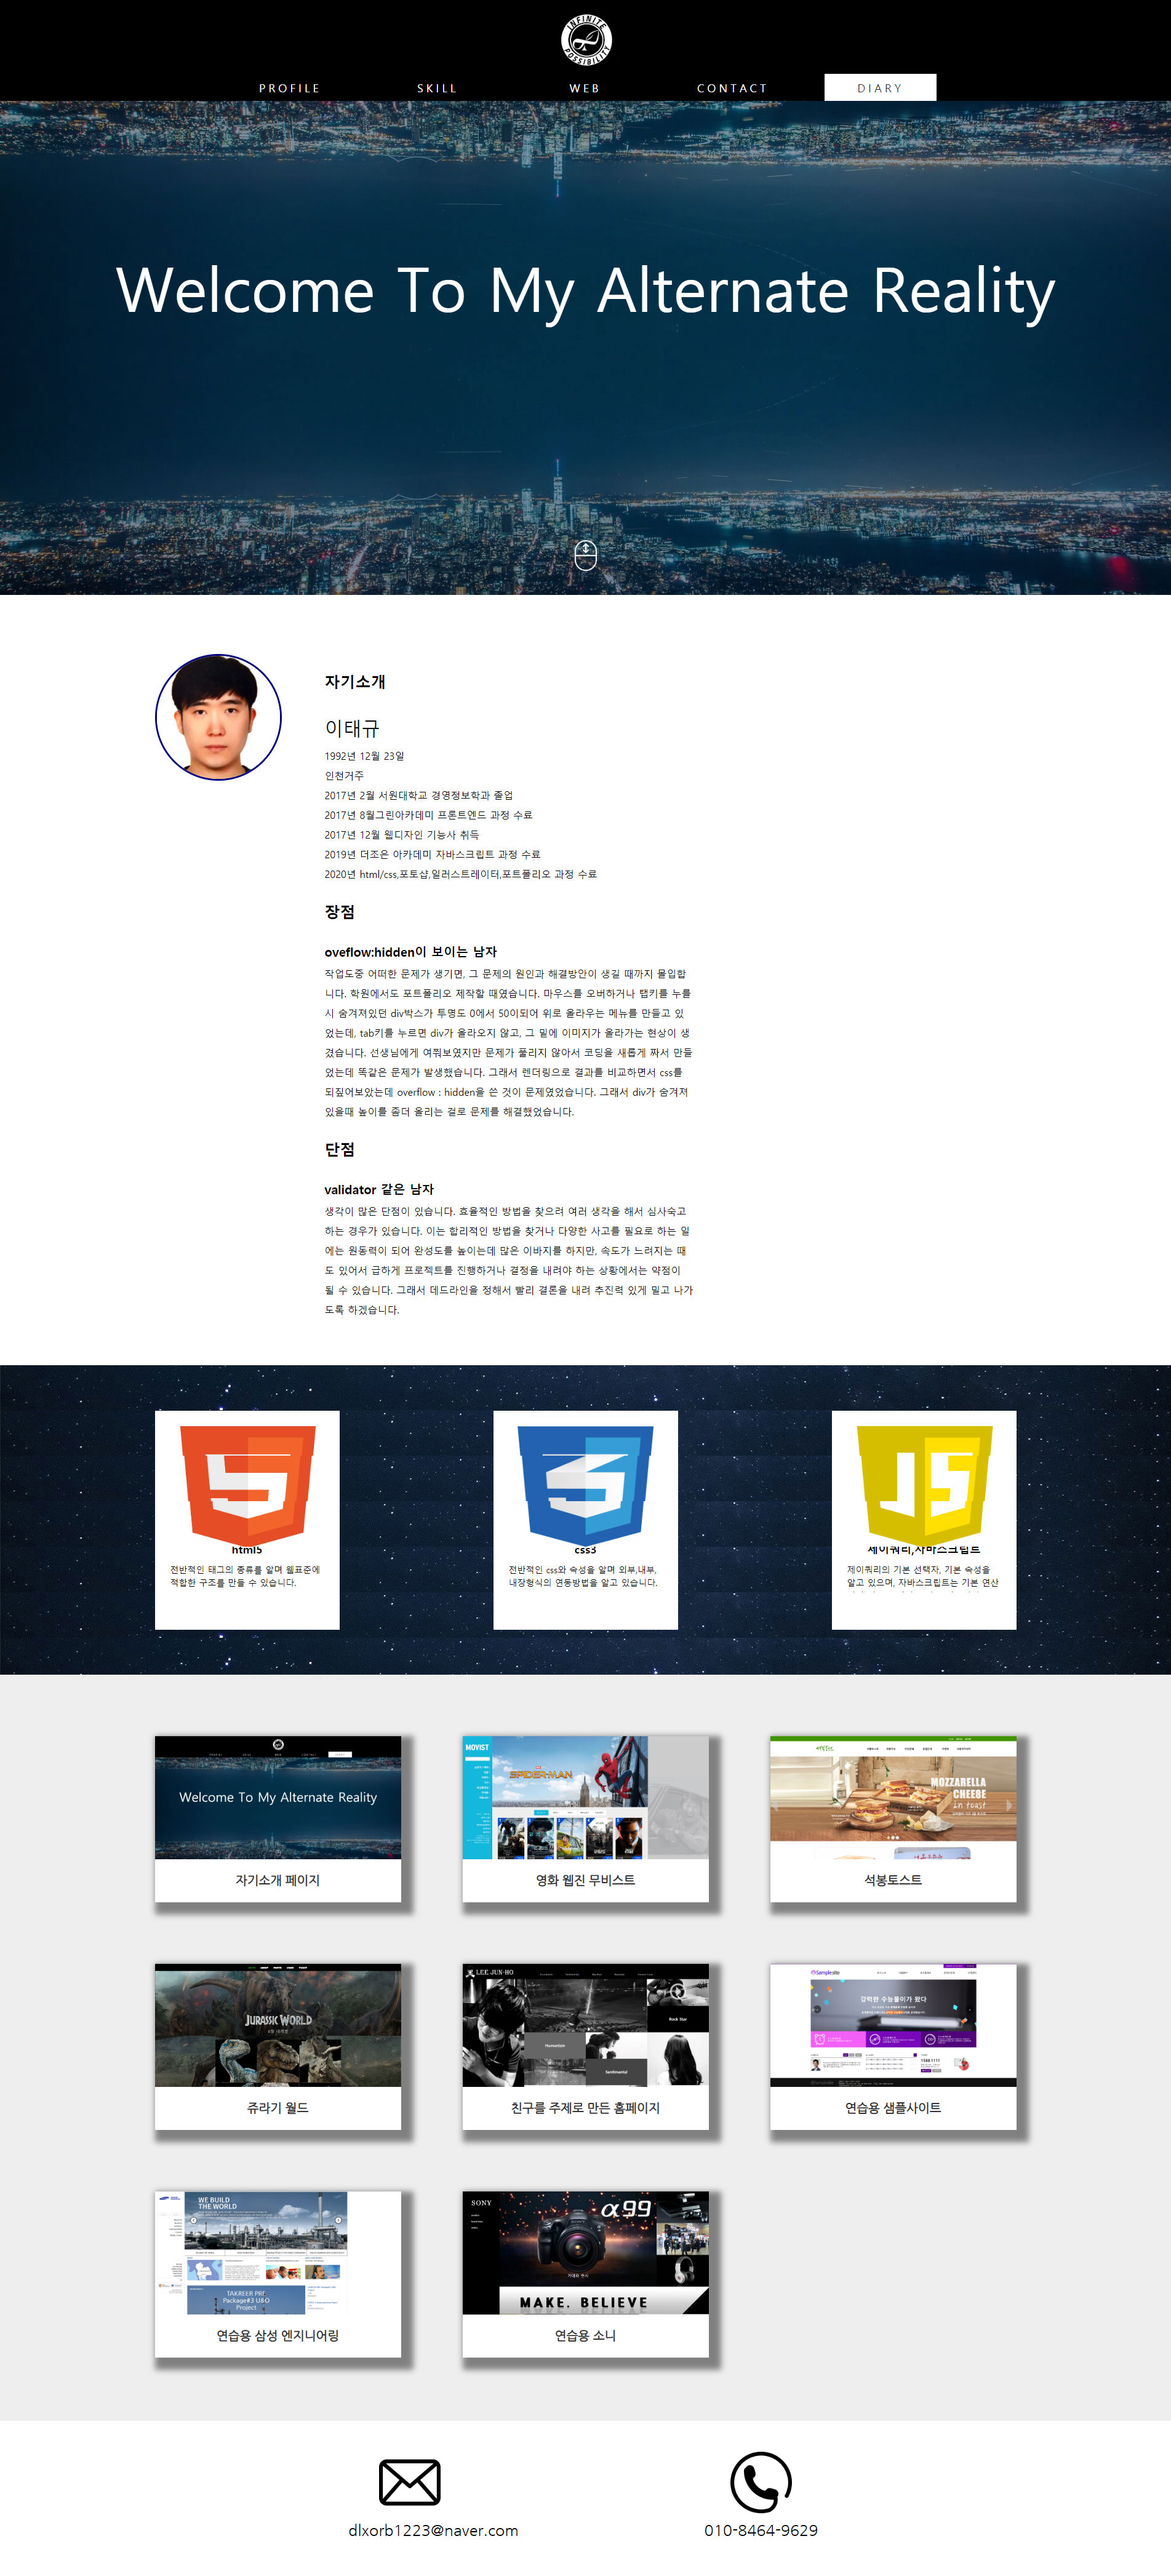 INFINITE
POSSIBILITY
PROFILE
SKILL
WEB
CONTACT
DIARY
Welcome To My Alternate Reality
자기소개
이태규
1992년 12월 23일
인천거주
2017년 2월 서원대학교 경영정보학과 졸업
2017년 8월그린아카데미 프론트엔드 과정 수료
2017년 12월 웹디자인 기능사 취득
2019년 더조은 아카데미 자바스크립트 과정 수료
2020년 html/css,포토샵,일러스트레이터,포트폴리오 과정 수료
장점
oveflow:hidden이 보이는 남자
작업도중 어떠한 문제가 생기면, 그 문제의 원인과 해결방안이 생길 때까지 몰입합
니다. 학원에서도 포트폴리오 제작할 때였습니다. 마우스를 오버하거나 탭키를 누를
시 숨겨져있던 div박스가 투명도 0에서 50이되어 위로 올라우는 메뉴를 만들고 있
었는데, tab키를 누르면 div가 올라오지 않고, 그 밑에 이미지가 올라가는 현상이 생
겼습니다. 선생님에게 여쭤보였지만 문제가 풀리지 않아서 코딩을 새롭게 짜서 만들
었는데 똑같은 문제가 발생했습니다. 그래서 렌더링으로 결과를 비교하면서 css를
되짚어보았는데 overflow : hidden을 쓴 것이 문제였었습니다. 그래서 div가 숨겨져
있을때 높이를 좀더 올리는 걸로 문제를 해결했었습니다.
단점
validator 같은 남자
생각이 많은 단점이 있습니다. 효율적인 방법을 찾으려 여러 생각을 해서 심사숙고
하는 경우가 있습니다. 이는 합리적인 방법을 찾거나 다양한 사고를 필요로 하는 일
에는 원동력이 되어 완성도를 높이는데 많은 이바지를 하지만, 속도가 느려지는 때
도 있어서 급하게 프로젝트를 진행하거나 결정을 내려야 하는 상황에서는 약점이
될 수 있습니다. 그래서 데드라인을 정해서 빨리 결론을 내려 추진력 있게 밀고 나가
도록 하겠습니다.
html5
전반적인 태그의 종류를 알며 웹표준에
적합한 구조를 만들 수 있습니다.
css3
전반적인 css와 속성을 알며 외부,내부,
내장형식의 연동방법을 알고 있습니다.
JS
제이쿼리,자바스크립트
제이쿼리의 기본 선택자, 기본 속성을
알고 있으며, 자바스크립트는 기본 연산
Welcome To My Alternate Reality
자기소개 페이지
MOVIST
SPIDER-MAN
영화 웹진 무비스트
MOZZARELLA
CHEESE
in toast
석봉토스트
JURASSIC WORLD
쥬라기 월드
LEE JUN-HO
Rock Star
Humanism
Sentimental
친구를 주제로 만든 홈페이지
Samplesite
강력한 수능풀이가 왔다
연습용 샘플사이트
WE BUILD
THE WORLD
TAKREER PRF
Package#3 U&O
Project
연습용 삼성 엔지니어링
SONY
α99
MAKE. BELIEVE
연습용 소니
dlxorb1223@naver.com
010-8464-9629